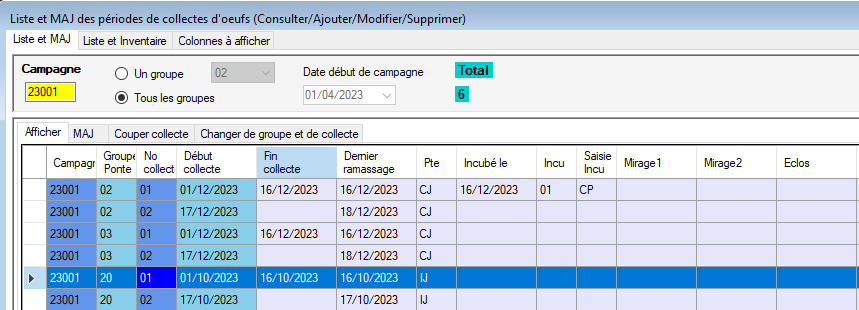 Liste et MAJ des périodes de collectes d'oeufs (Consulter/Ajouter/Modifier/Supprimer)
Liste et MAJ Liste et Inventaire Colonnes à afficher
Campagne Un groupe 02 Date début de campagne Total
23001 Tous les groupes 01/04/2023 6
Afficher MAJ Couper collecte Changer de groupe et de collecte
Campagn Groupe Ponte No collect Début collecte Fin collecte Dernier ramassage Pte Incubé le Incu Saisie Incu Mirage1 Mirage2 Eclos
23001 02 01 01/12/2023 16/12/2023 16/12/2023 CJ 16/12/2023 01 CP
23001 02 02 17/12/2023 18/12/2023 CJ
23001 03 01 01/12/2023 16/12/2023 16/12/2023 CJ
23001 03 02 17/12/2023 18/12/2023 CJ
23001 20 01 01/10/2023 16/10/2023 16/10/2023 IJ
23001 20 02 17/10/2023 17/10/2023 IJ